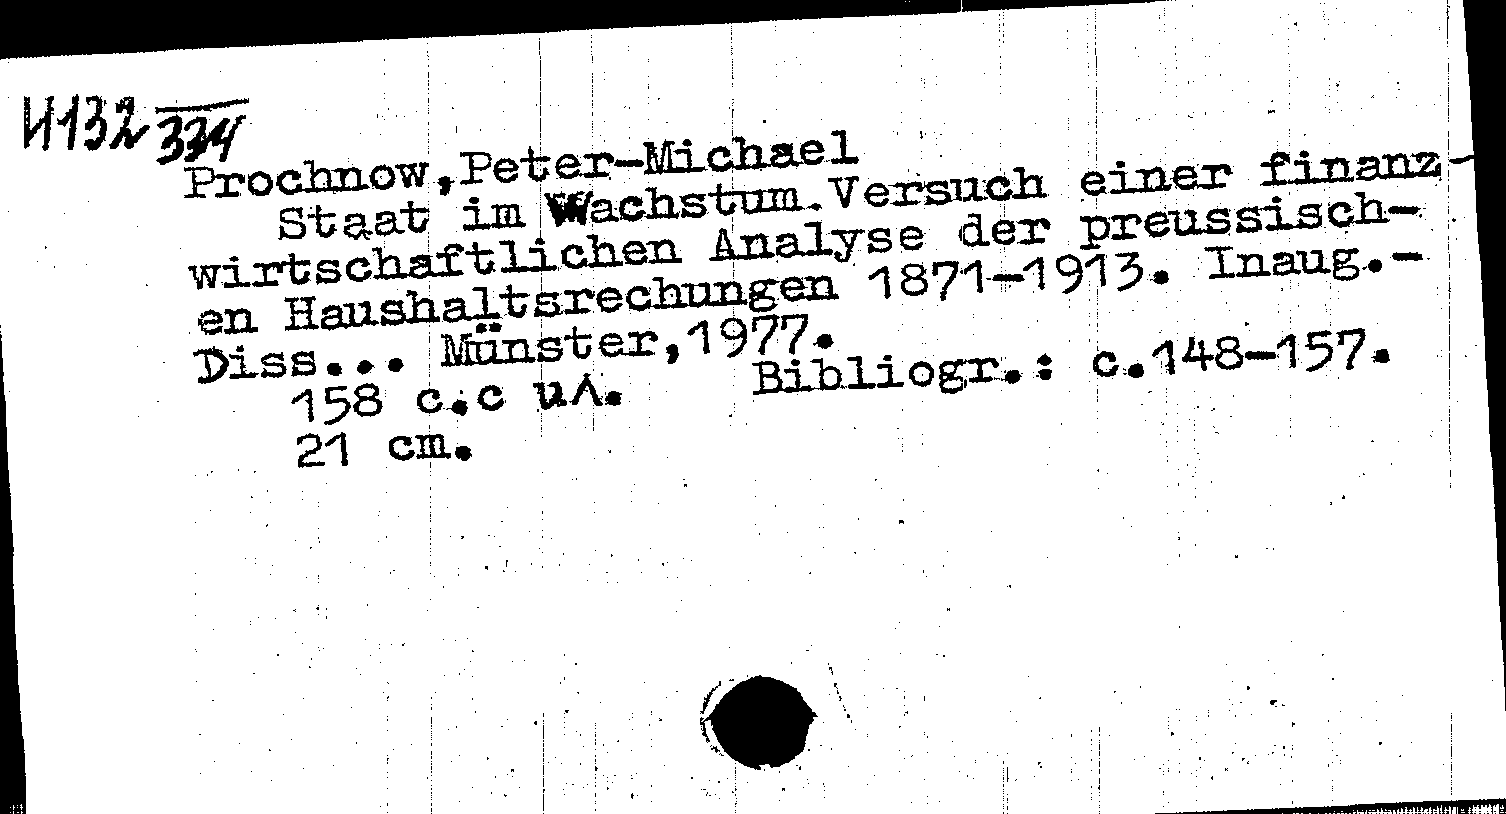 И132 334
Prochnow,Peter-Michael
Staat im Wachstum.Versuch einer finanz-
wirtschaftlichen Analyse der preussisch-
en Haushaltsrechungen 1871-1913. Inaug.-
Diss... Münster,1977.
158 с.с ил. Bibliogr.: с.148-157.
21 cm.